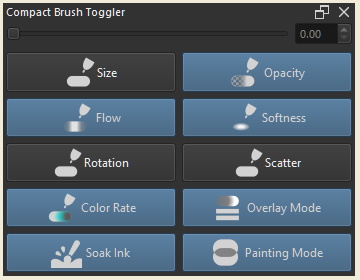 Compact Brush Toggler
0.00
Size
Opacity
Flow
Softness
Rotation
Scatter
Color Rate
Overlay Mode
Soak Ink
Painting Mode